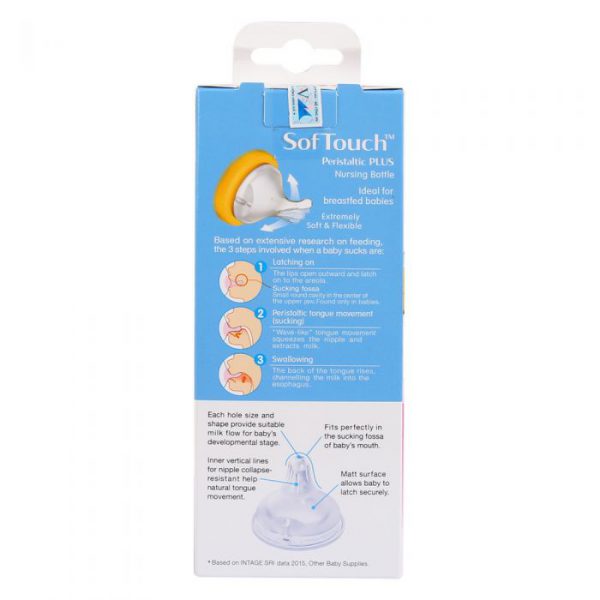 SofTouch™
Peristaltic PLUS
Nursing Bottle
Ideal for
breastfed babies
Extremely
Soft & Flexible
Based on extensive research on feeding,
the 3 steps involved when a baby sucks are:
1 Latching on
The lips open outward and latch
on to the areola.
Sucking fossa
Small round cavity in the center of
the upper jaw. Found only in babies.
2 Peristaltic tongue movement
(sucking)
"Wave-like" tongue movement
squeezes the nipple and
extracts milk.
3 Swallowing
The back of the tongue rises,
channelling the milk into the
esophagus.
Each hole size and
shape provide suitable
milk flow for baby's
developmental stage.
Fits perfectly in
the sucking fossa
of baby's mouth.
Inner vertical lines
for nipple collapse-
resistant help
natural tongue
movement.
Matt surface
allows baby to
latch securely.
*Based on INTAGE SRI data 2015, Other Baby Supplies.